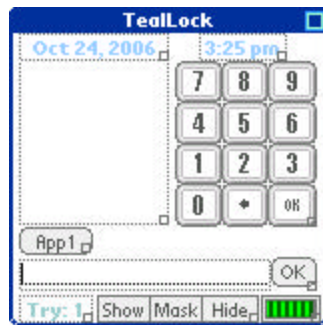 TealLock
Oct 24, 2006 3:25 pm
7 8 9
4 5 6
1 2 3
0 OK
App1
OK
Try: 1 Show Mask Hide